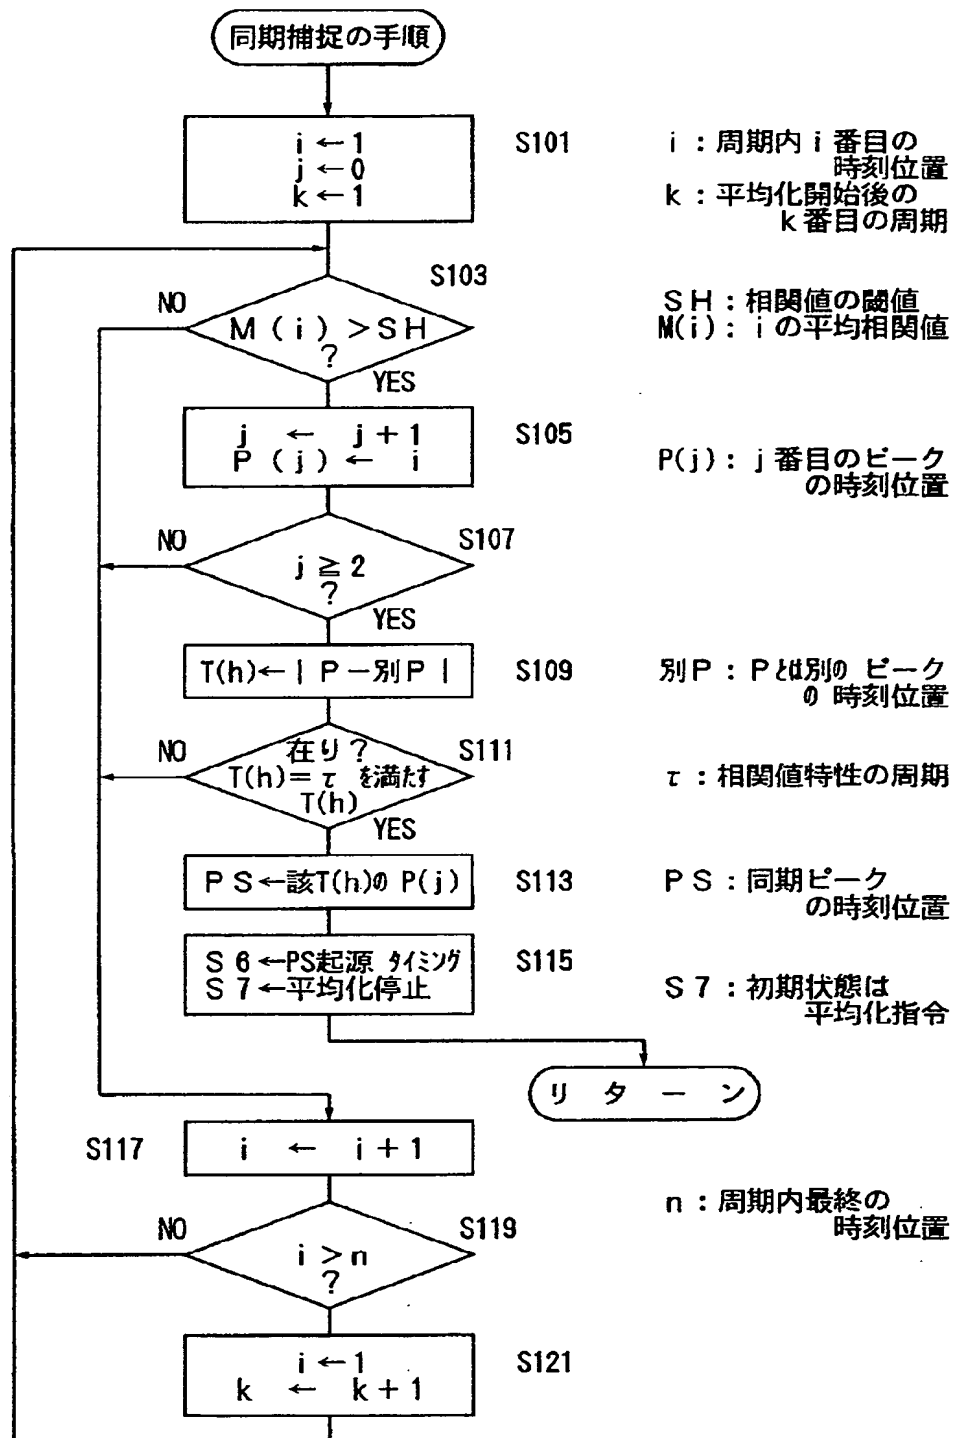 同期捕捉の手順
i ← 1
j ← 0
k ← 1
S101
i : 周期内 i 番目の
時刻位置
k : 平均化開始後の
k 番目の周期
S103
NO
M ( i ) > S H
?
YES
S H : 相関値の閾値
M(i) : i の平均相関値
j ← j + 1
P ( j ) ← i
S105
P(j) : j 番目のピーク
の時刻位置
NO
S107
j ≧ 2
?
YES
T(h)←| P − 別P |
S109
別P : Pとは別の ピーク
の 時刻位置
NO
S111
在り ?
T(h)= τ を満たす
T(h)
YES
τ : 相関値特性の周期
P S ←該T(h)の P(j)
S113
P S : 同期ピーク
の時刻位置
S 6 ←PS起源 タイミング
S 7 ←平均化停止
S115
S 7 : 初期状態は
平均化指令
リ タ ー ン
S117
i ← i + 1
n : 周期内最終の
時刻位置
NO
S119
i > n
?
i ← 1
k ← k + 1
S121